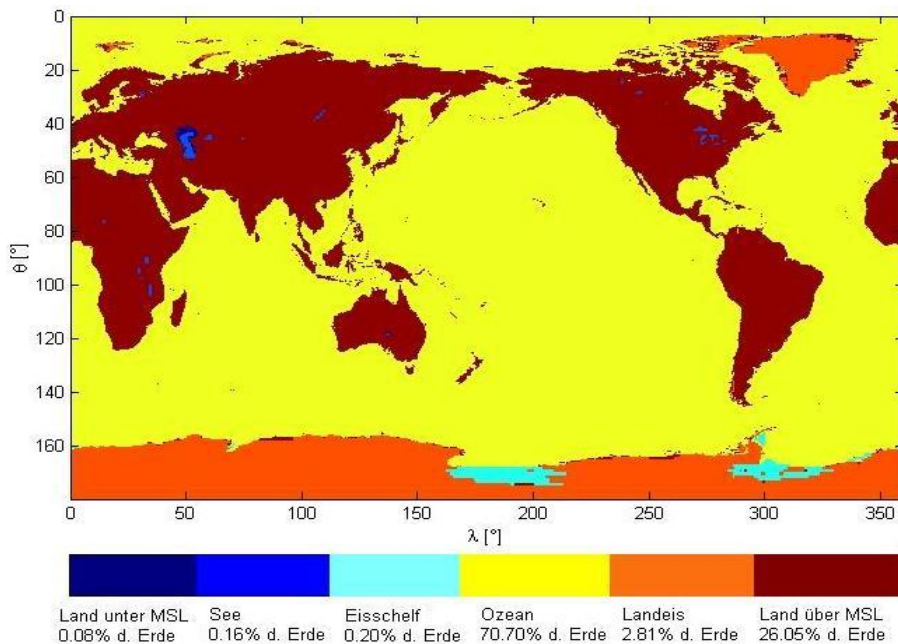 0
20
40
60
80
100
120
140
160
θ [°]
0 50 100 150 200 250 300 350
λ [°]
Land unter MSL See Eisschelf Ozean Landeis Land über MSL
0.08% d. Erde 0.16% d. Erde 0.20% d. Erde 70.70% d. Erde 2.81% d. Erde 26.05% d. Erde